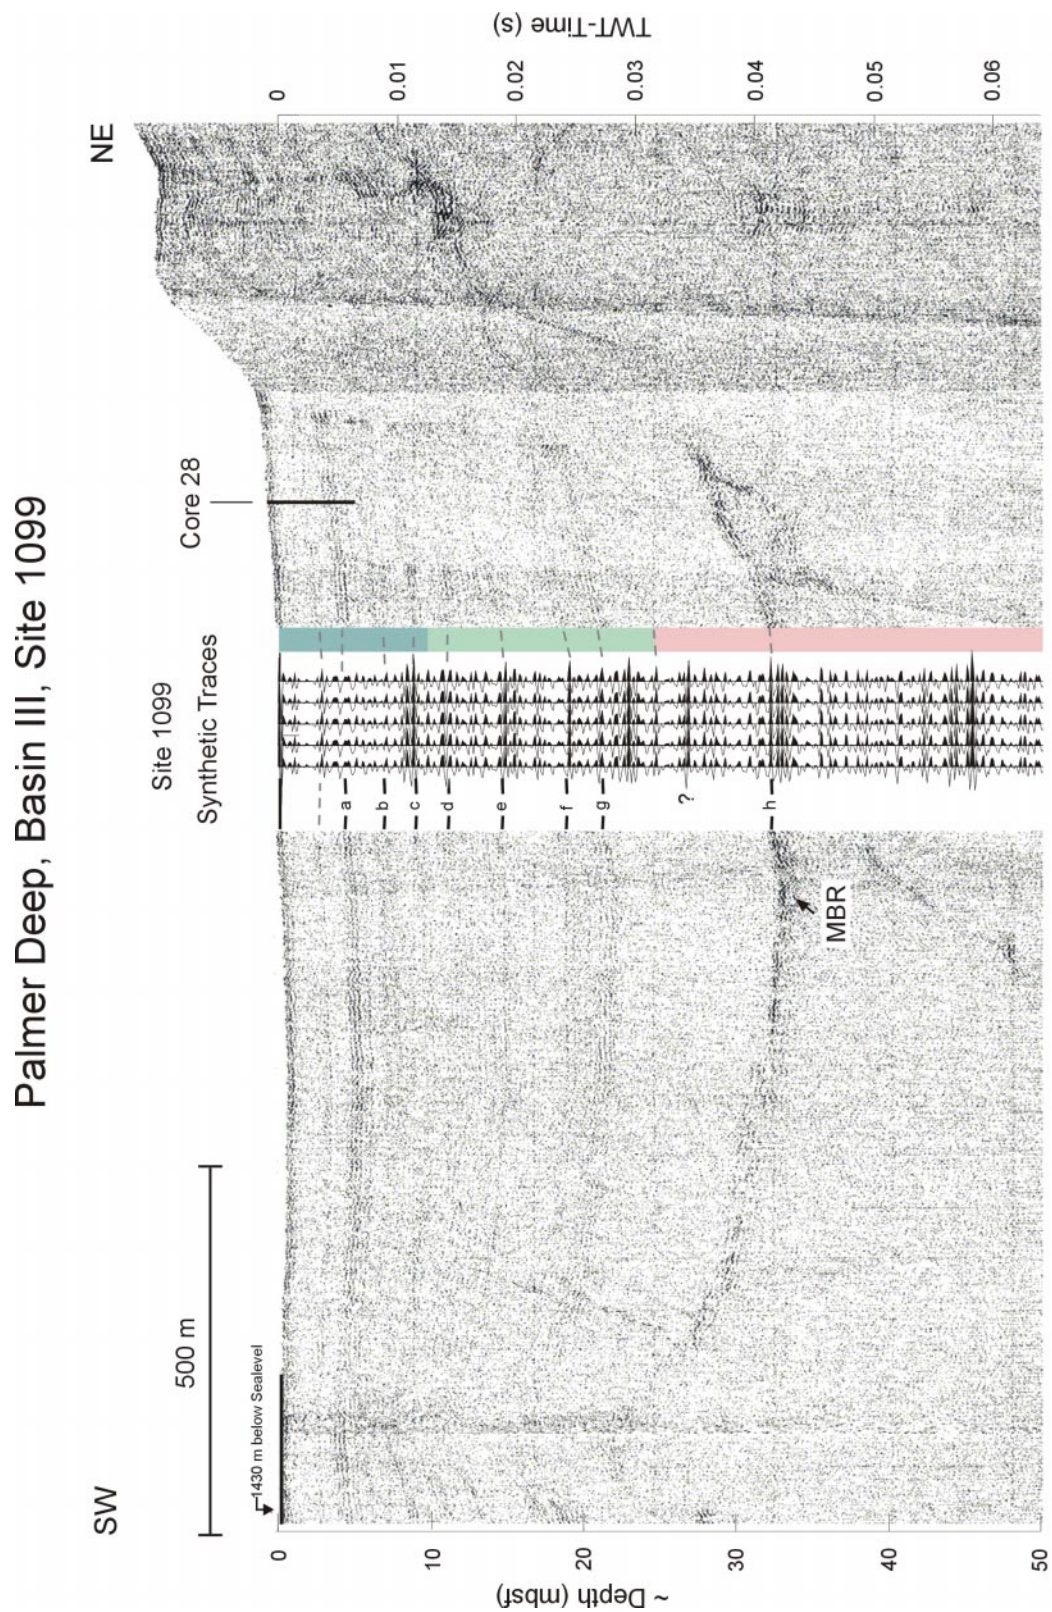 Palmer Deep, Basin III, Site 1099
SW
NE
500 m
1430 m below Sealevel
Site 1099
Synthetic Traces
Core 28
~ Depth (mbsf)
0
10
20
30
40
50
TWT-Time (s)
0
0.01
0.02
0.03
0.04
0.05
0.06
a
b
c
d
e
f
g
?
h
MBR